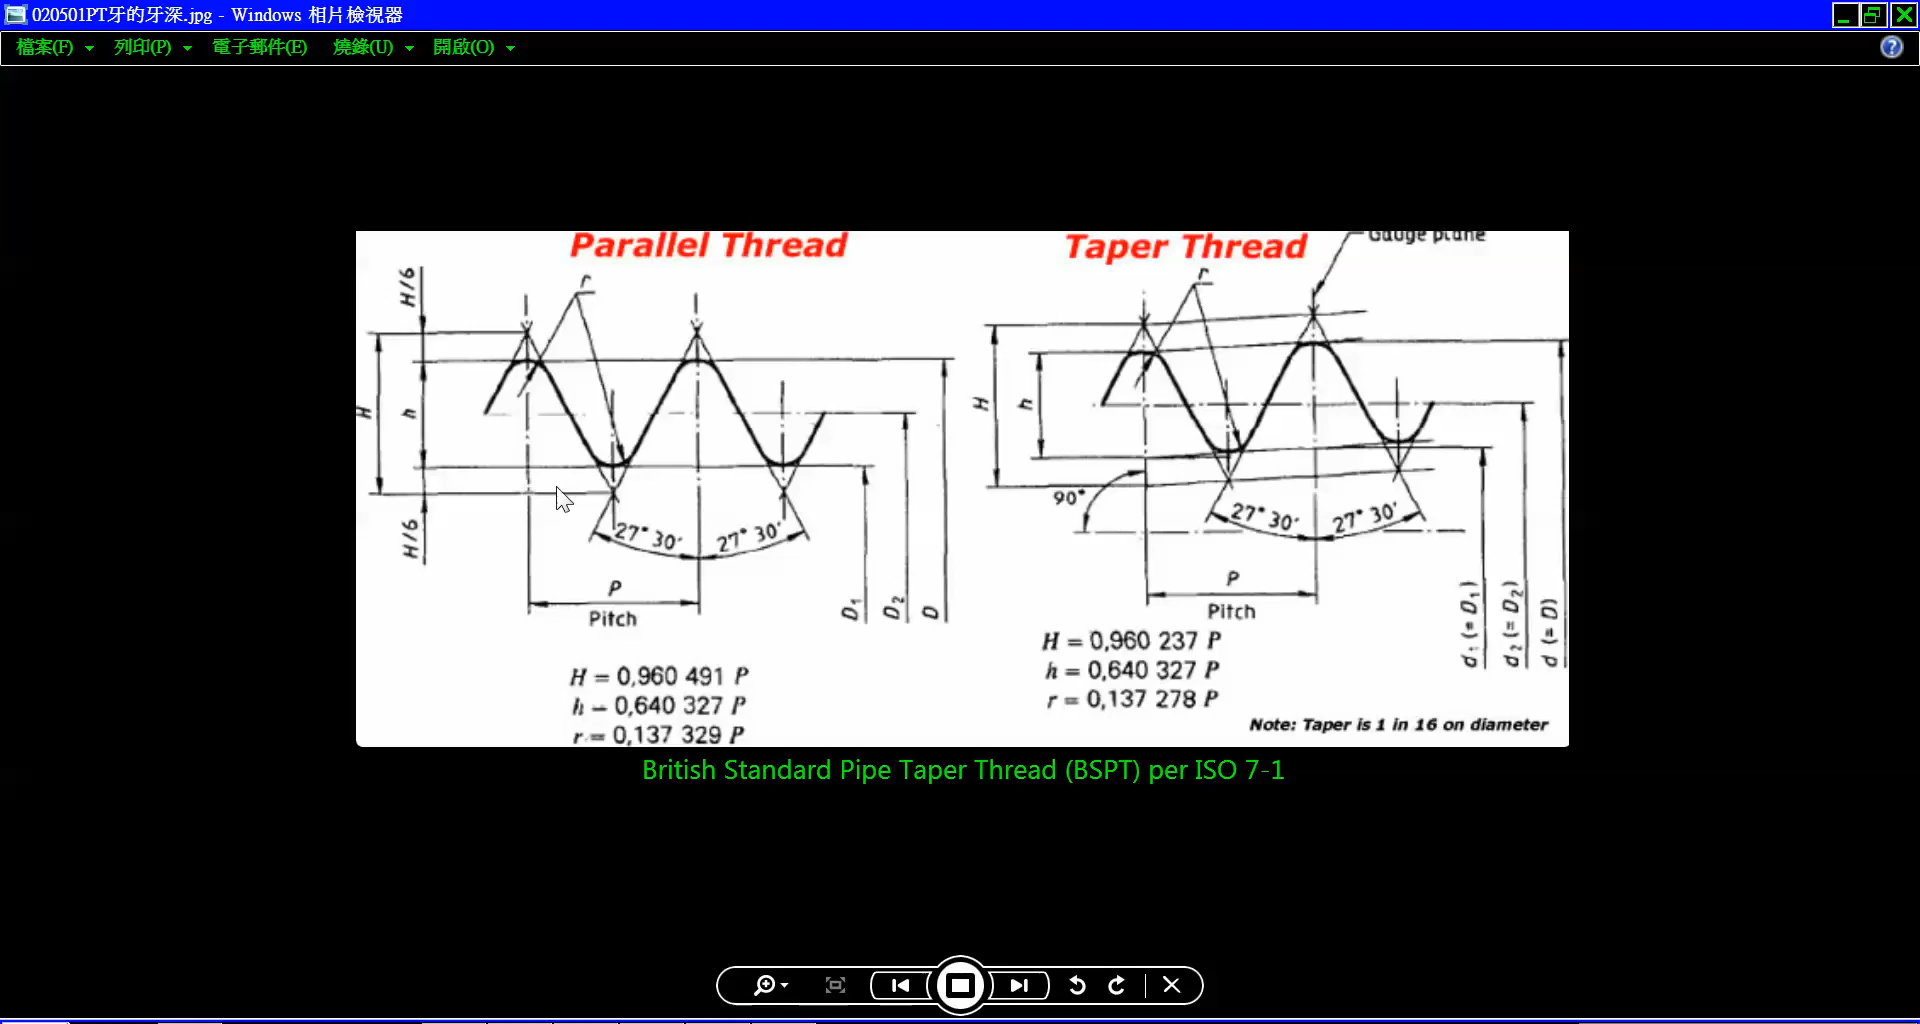 020501PT牙的牙深.jpg - Windows 相片檢視器
檔案(F) 列印(P) 電子郵件(E) 燒錄(U) 開啟(O)
Parallel Thread
Taper Thread
Gauge plane
H/6
r
r
H
h
H
h
90°
H/6
27° 30'
27° 30'
27° 30'
27° 30'
P
Pitch
D₁
D₂
D
P
Pitch
d₁ (= D₁)
d₂ (= D₂)
d (= D)
H = 0,960 491 P
h = 0,640 327 P
r = 0,137 329 P
H = 0,960 237 P
h = 0,640 327 P
r = 0,137 278 P
Note: Taper is 1 in 16 on diameter
British Standard Pipe Taper Thread (BSPT) per ISO 7-1